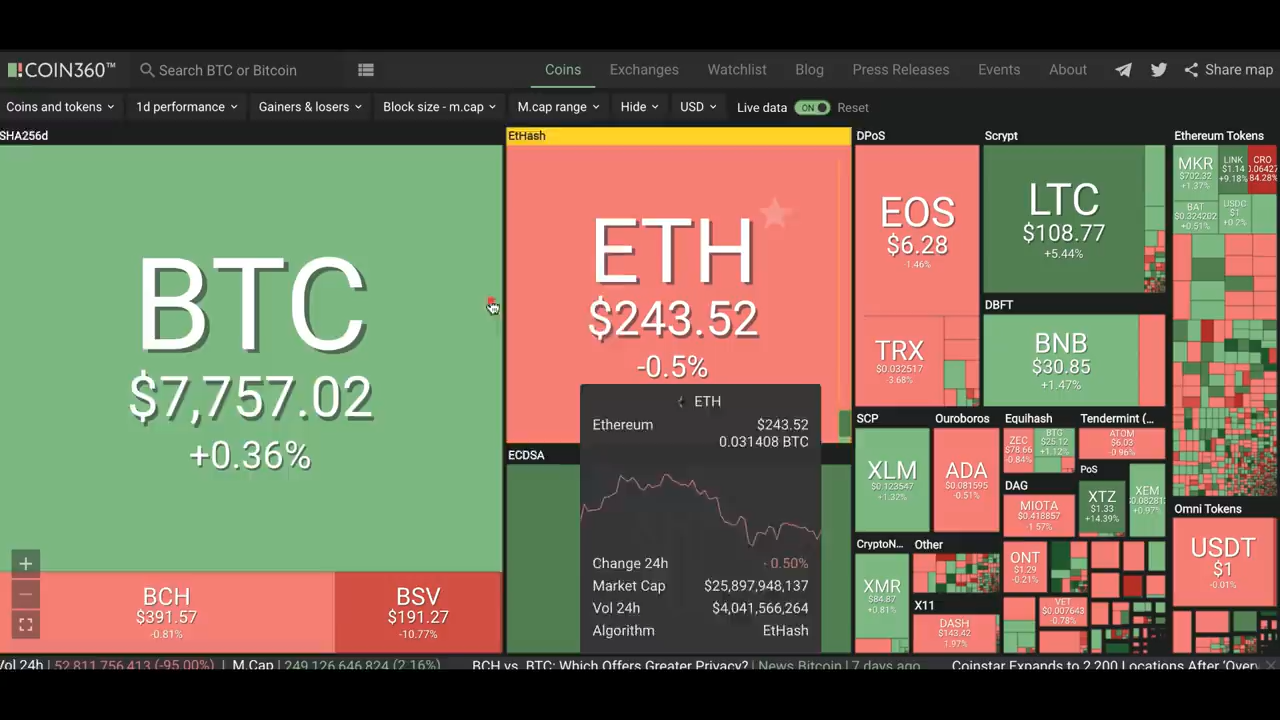 COIN360™
Search BTC or Bitcoin
Coins
Exchanges
Watchlist
Blog
Press Releases
Events
About
Share map
Coins and tokens
1d performance
Gainers & losers
Block size - m.cap
M.cap range
Hide
USD
Live data
ON
Reset
SHA256d
BTC
$7,757.02
+0.36%
BCH
$391.57
-0.81%
BSV
$191.27
-10.77%
EtHash
ETH
$243.52
-0.5%
ECDSA
ETH
Ethereum $243.52
0.031408 BTC
Change 24h - 0.50%
Market Cap $25,897,948,137
Vol 24h $4,041,566,264
Algorithm EtHash
DPoS
EOS
$6.28
-1.46%
TRX
$0.032517
-3.68%
Scrypt
LTC
$108.77
+5.44%
DBFT
BNB
$30.85
+1.47%
Ethereum Tokens
MKR
$702.32
+1.37%
LINK
$1.14
+9.18%
CRO
0.06427
84.28%
BAT
$0.324202
+0.51%
USDC
$1
+0.2%
SCP
XLM
$0.123547
+1.32%
Ouroboros
ADA
$0.081595
-0.51%
Equihash
ZEC
$78.66
-0.84%
BTG
$25.12
+1.12%
Tendermint (...
ATOM
$6.03
-0.96%
DAG
MIOTA
$0.418857
-1.57%
PoS
XTZ
$1.33
+14.39%
XEM
+0.97%
CryptoN...
XMR
$84.87
+0.81%
Other
X11
DASH
$143.42
1.97%
ONT
$1.29
-0.21%
VET
$0.007643
-0.78%
Omni Tokens
USDT
$1
-0.01%
Vol 24h | 52,811,756,413 (-95.00%) | M.Cap | 249,126,646,824 (2.16%)
BCH vs. BTC: Which Offers Greater Privacy? | News Bitcoin | 7 days ago
Coinstar Expands to 2,200 Locations After 'Over